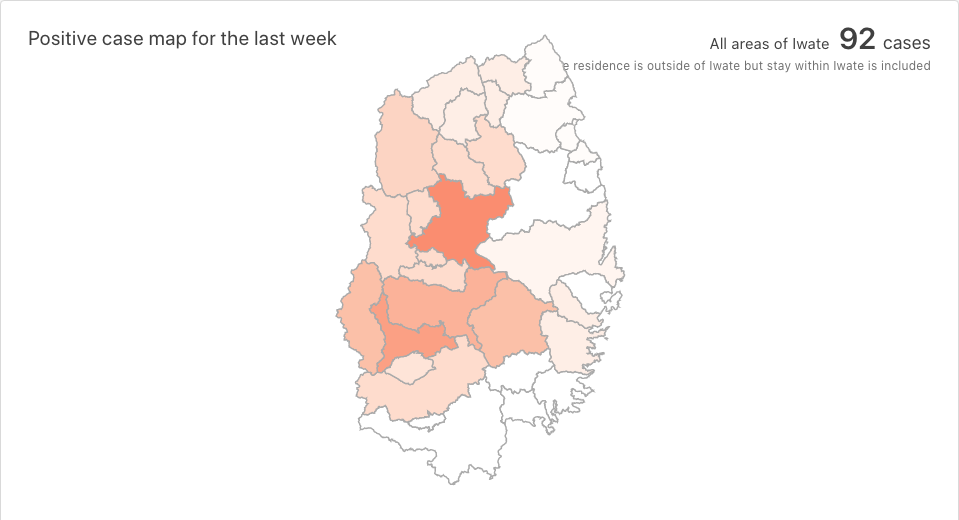 Positive case map for the last week
All areas of Iwate 92 cases
residence is outside of Iwate but stay within Iwate is included